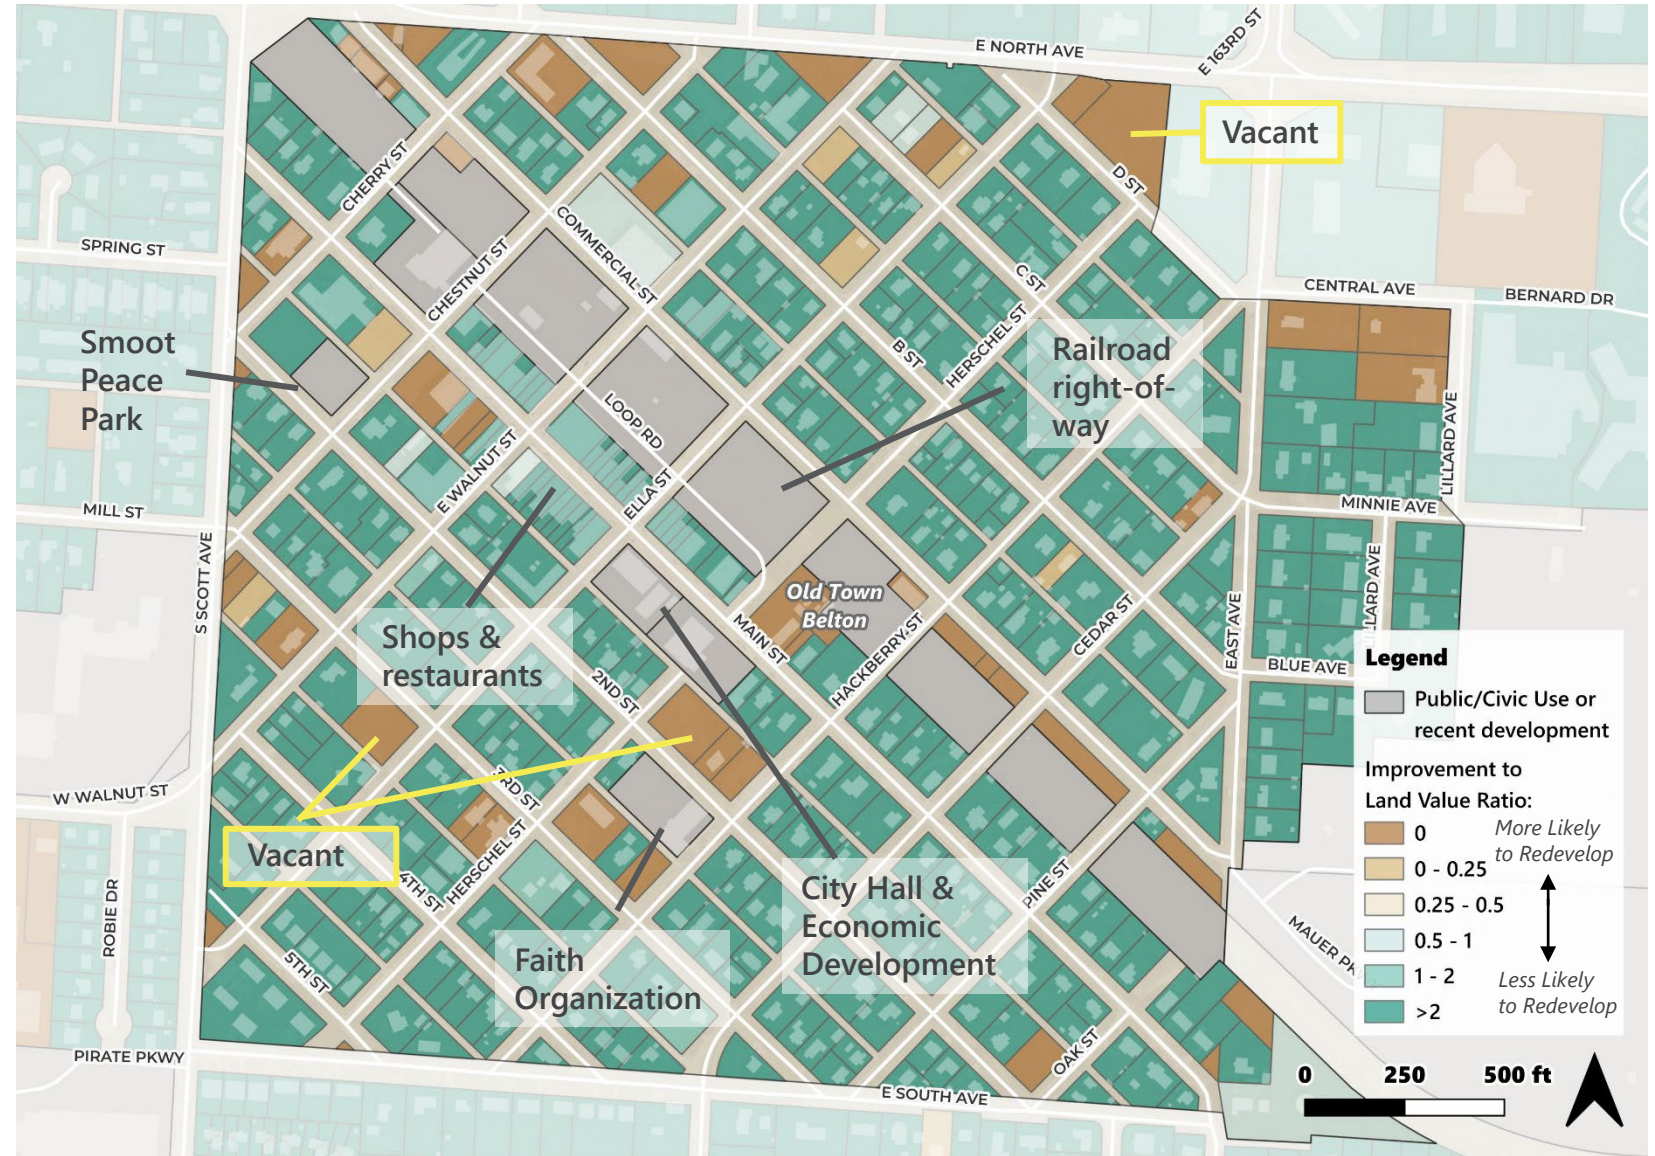 E NORTH AVE
E 163RD ST
Vacant
CHERRY ST
D ST
COMMERCIAL ST
SPRING ST
CHESTNUT ST
C ST
CENTRAL AVE
BERNARD DR
HERSCHEL ST
B ST
Smoot
Peace
Park
Railroad
right-of-
way
LOOP RD
E WALNUT ST
ELLA ST
LILLARD AVE
MINNIE AVE
MILL ST
S SCOTT AVE
Old Town
Belton
LILLARD AVE
EAST AVE
CEDAR ST
MAIN ST
HACKBERRY ST
BLUE AVE
Shops &
restaurants
2ND ST
3RD ST
W WALNUT ST
Vacant
HERSCHEL ST
4TH ST
ROBIE DR
5TH ST
Faith
Organization
City Hall &
Economic
Development
PINE ST
MAUER PK
OAK ST
PIRATE PKWY
E SOUTH AVE
Legend
Public/Civic Use or
recent development
Improvement to
Land Value Ratio:
0
0 - 0.25
0.25 - 0.5
0.5 - 1
1 - 2
>2
More Likely
to Redevelop
Less Likely
to Redevelop
0 250 500 ft